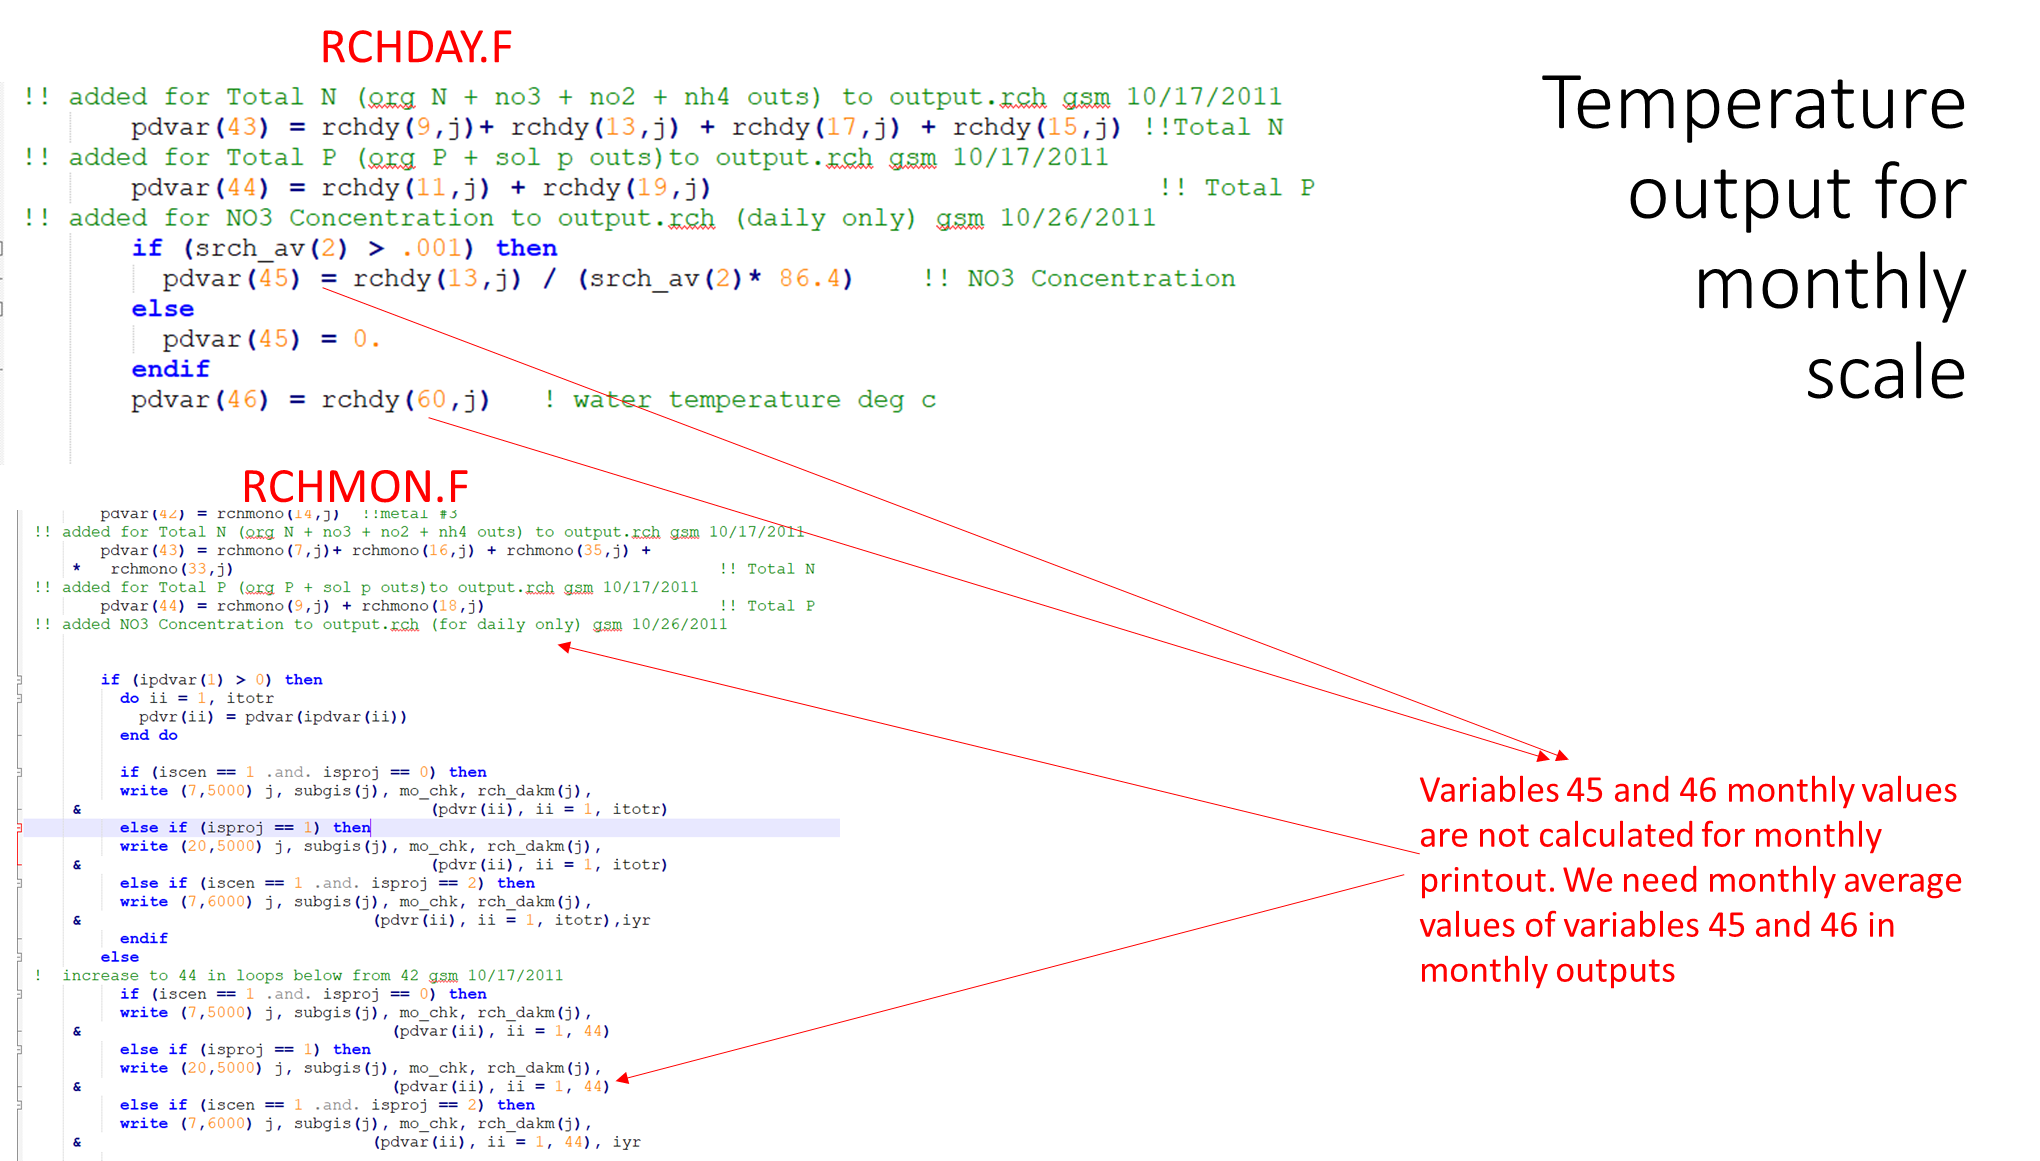 RCHDAY.F
!! added for Total N (org N + no3 + no2 + nh4 outs) to output.rch gsm 10/17/2011
pdvar(43) = rchdy(9,j)+ rchdy(13,j) + rchdy(17,j) + rchdy(15,j) !!Total N
!! added for Total P (org P + sol p outs)to output.rch gsm 10/17/2011
pdvar(44) = rchdy(11,j) + rchdy(19,j) !! Total P
!! added for NO3 Concentration to output.rch (daily only) gsm 10/26/2011
if (srch_av(2) > .001) then
pdvar(45) = rchdy(13,j) / (srch_av(2)* 86.4) !! NO3 Concentration
else
pdvar(45) = 0.
endif
pdvar(46) = rchdy(60,j) ! water temperature deg c
Temperature
output for
monthly
scale
RCHMON.F
pdvar(42) = rchmono(14,j) !!metal #3
!! added for Total N (org N + no3 + no2 + nh4 outs) to output.rch gsm 10/17/2011
pdvar(43) = rchmono(7,j)+ rchmono(16,j) + rchmono(35,j) +
* rchmono(33,j) !! Total N
!! added for Total P (org P + sol p outs)to output.rch gsm 10/17/2011
pdvar(44) = rchmono(9,j) + rchmono(18,j) !! Total P
!! added NO3 Concentration to output.rch (for daily only) gsm 10/26/2011
if (ipdvar(1) > 0) then
do ii = 1, itotr
pdvr(ii) = pdvar(ipdvar(ii))
end do
if (iscen == 1 .and. isproj == 0) then
write (7,5000) j, subgis(j), mo_chk, rch_dakm(j),
& (pdvr(ii), ii = 1, itotr)
else if (isproj == 1) then
write (20,5000) j, subgis(j), mo_chk, rch_dakm(j),
& (pdvr(ii), ii = 1, itotr)
else if (iscen == 1 .and. isproj == 2) then
write (7,6000) j, subgis(j), mo_chk, rch_dakm(j),
& (pdvr(ii), ii = 1, itotr),iyr
endif
else
! increase to 44 in loops below from 42 gsm 10/17/2011
if (iscen == 1 .and. isproj == 0) then
write (7,5000) j, subgis(j), mo_chk, rch_dakm(j),
& (pdvar(ii), ii = 1, 44)
else if (isproj == 1) then
write (20,5000) j, subgis(j), mo_chk, rch_dakm(j),
& (pdvar(ii), ii = 1, 44)
else if (iscen == 1 .and. isproj == 2) then
write (7,6000) j, subgis(j), mo_chk, rch_dakm(j),
& (pdvar(ii), ii = 1, 44), iyr
Variables 45 and 46 monthly values
are not calculated for monthly
printout. We need monthly average
values of variables 45 and 46 in
monthly outputs